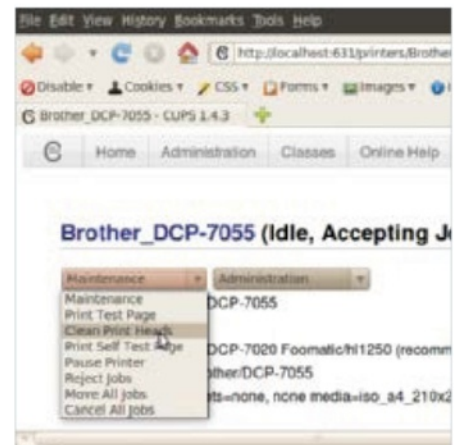 File Edit View History Bookmarks Tools Help
http://localhost:631/printers/Brother
Disable Cookies CSS Forms Images
Brother_DCP-7055 - CUPS 1.4.3
Home Administration Classes Online Help
Brother_DCP-7055 (Idle, Accepting Jo
Maintenance Administration
Maintenance
DCP-7055
Print Test Page
Clean Print Heads
Print Self Test Page
DCP-7020 Foomatic/hl1250 (recomm
Pause Printer
other/DCP-7055
Reject Jobs
Move All Jobs
ts=none, none media=iso_a4_210x2
Cancel All Jobs